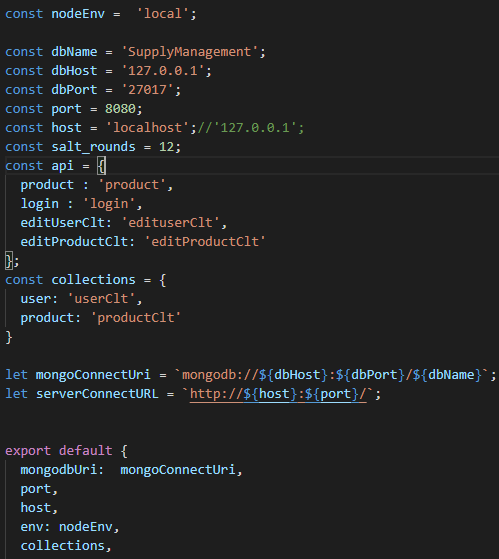 const nodeEnv =  'local';
const dbName = 'SupplyManagement';
const dbHost = '127.0.0.1';
const dbPort = '27017';
const port = 8080;
const host = 'localhost';//'127.0.0.1';
const salt_rounds = 12;
const api = {
  product : 'product',
  login : 'login',
  editUserClt: 'edituserClt',
  editProductClt: 'editProductClt'
};
const collections = {
  user: 'userClt',
  product: 'productClt'
}
let mongoConnectUri = `mongodb://${dbHost}:${dbPort}/${dbName}`;
let serverConnectURL = `http://${host}:${port}/`;
export default {
  mongodbUri:  mongoConnectUri,
  port,
  host,
  env: nodeEnv,
  collections,